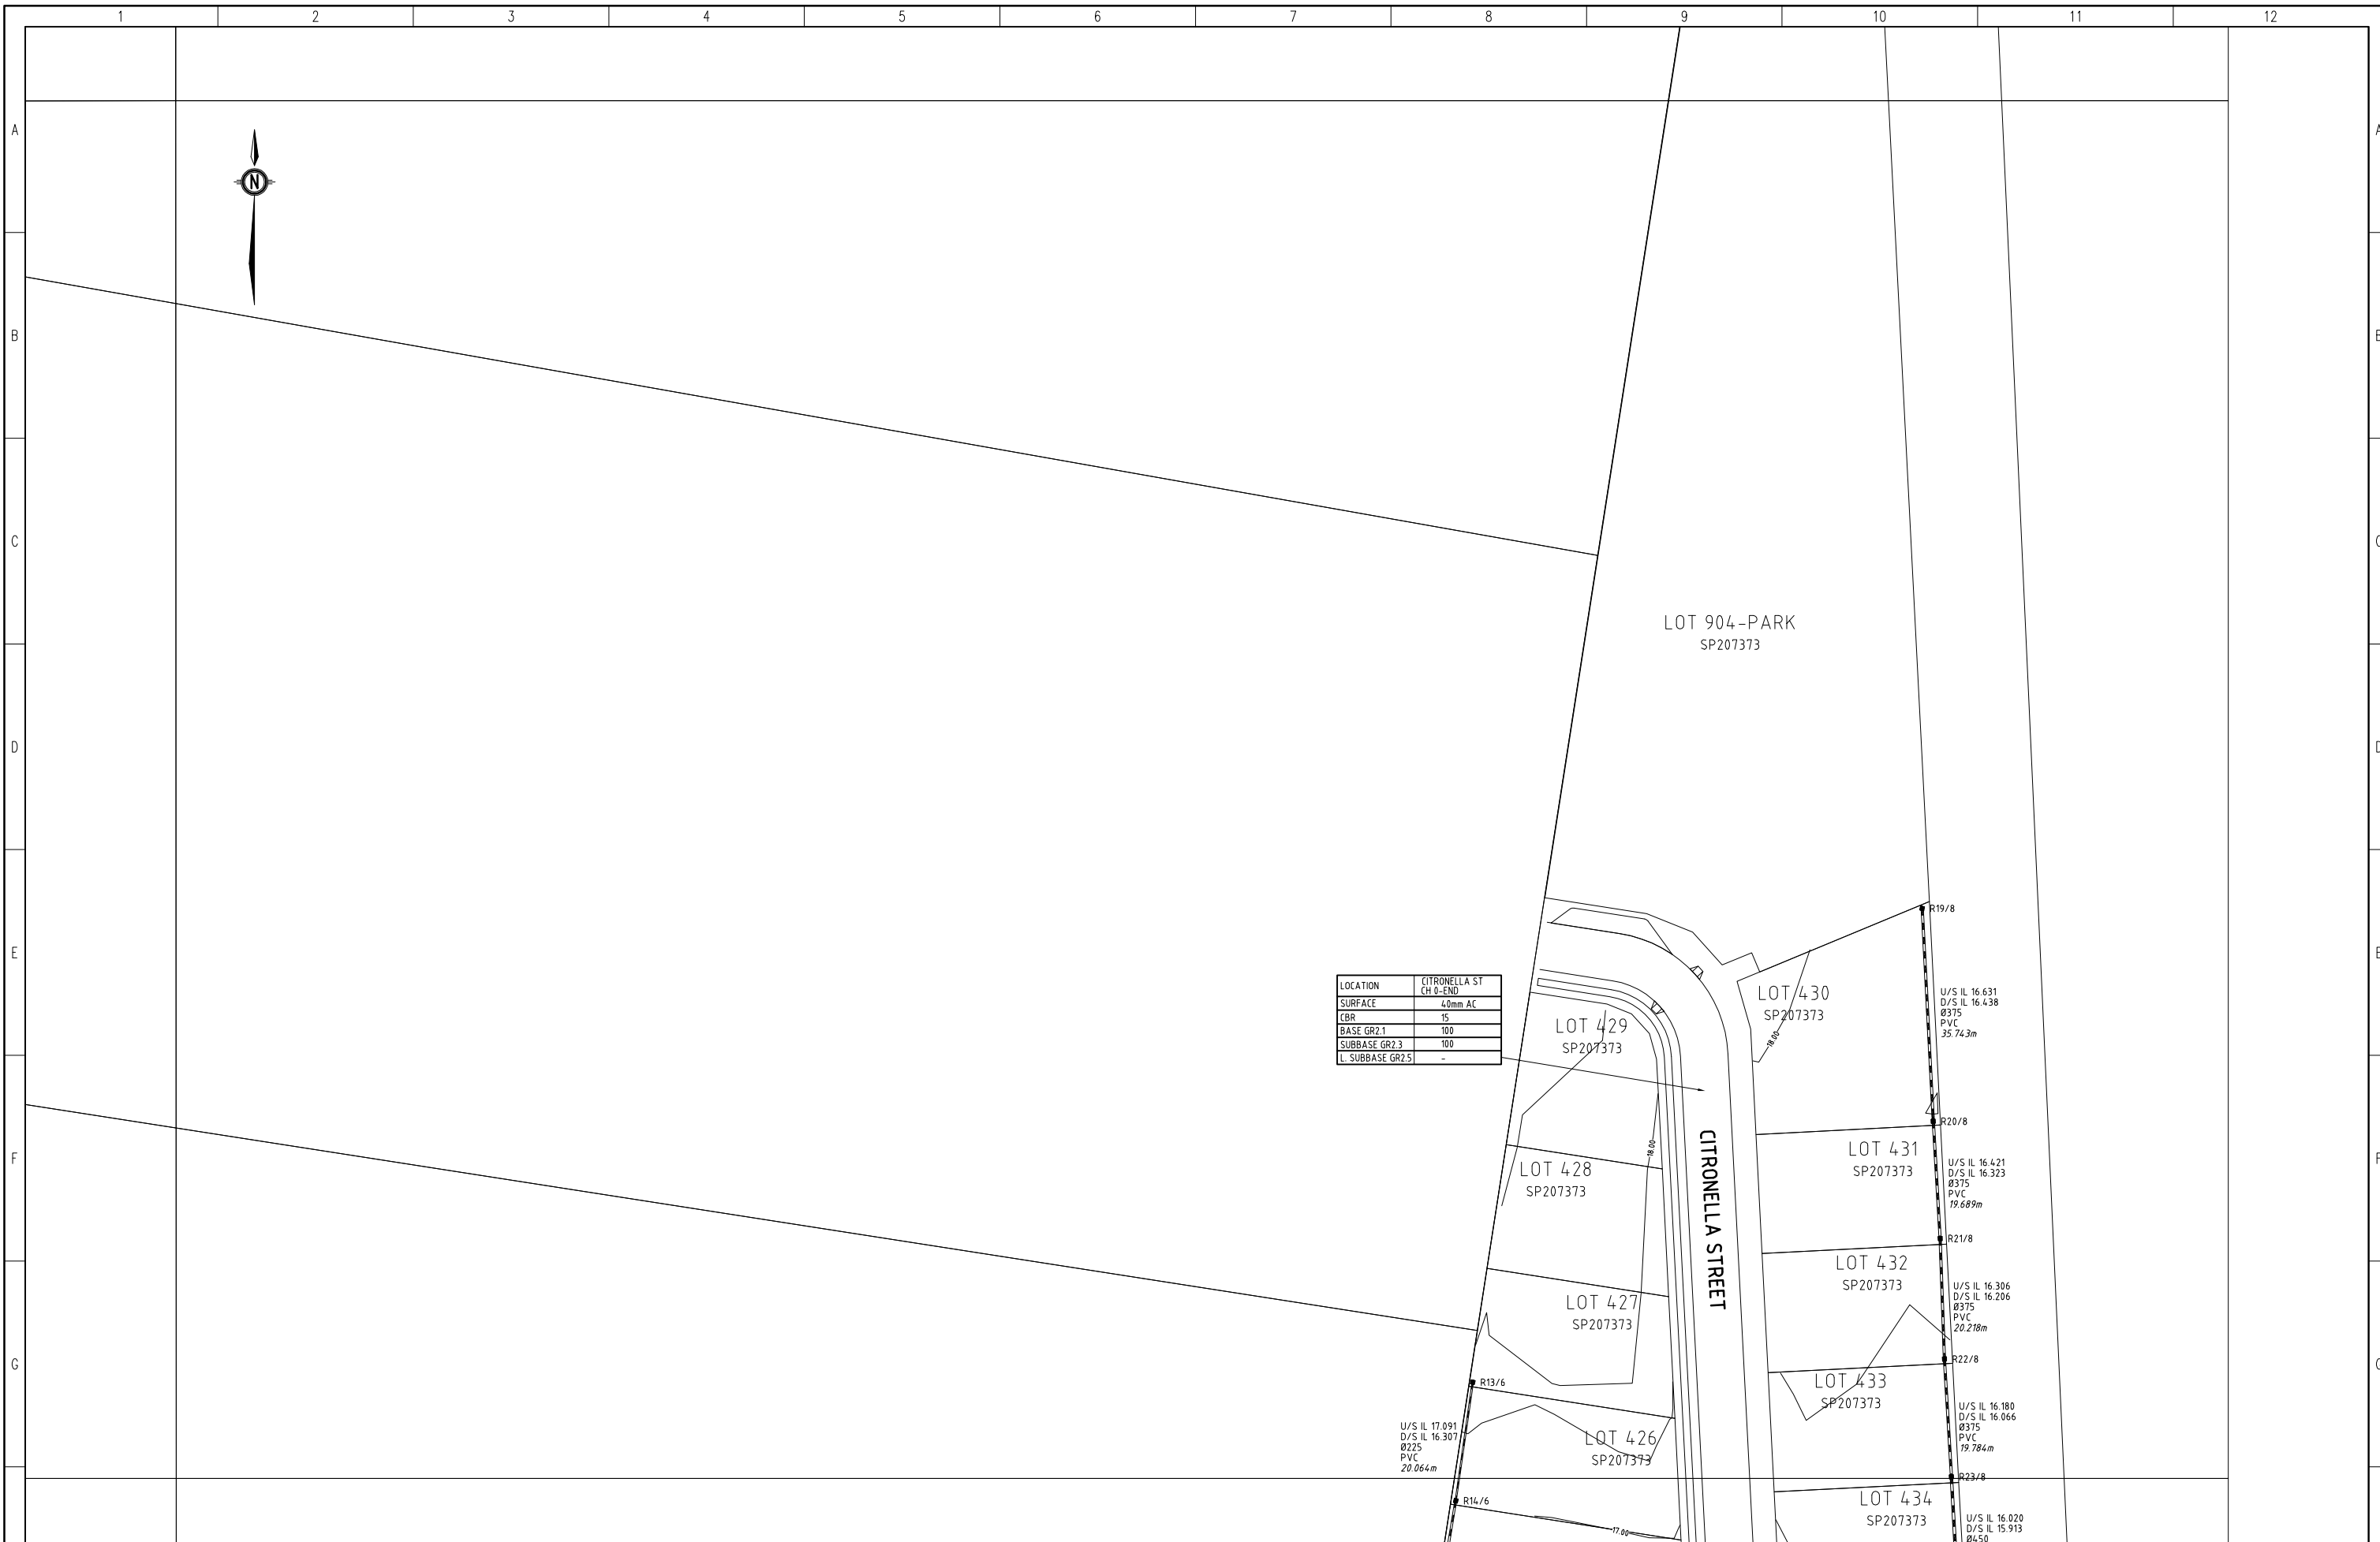 1 2 3 4 5 6 7 8 9 10 11 12
A
A
N
B
C
LOT 904-PARK
SP207373
D
E
R19/8
LOCATION CITRONELLA ST CH 0-END
SURFACE 40mm AC
CBR 15
BASE GR2.1 100
SUBBASE GR2.3 100
L. SUBBASE GR2.5 -
LOT 429
SP207373
LOT 430
SP207373
18.00
U/S IL 16.631
D/S IL 16.438
Ø375
PVC
35.743m
R20/8
F
18.00
LOT 428
SP207373
CITRONELLA STREET
LOT 431
SP207373
U/S IL 16.421
D/S IL 16.323
Ø375
PVC
19.689m
R21/8
LOT 427
SP207373
LOT 432
SP207373
U/S IL 16.306
D/S IL 16.206
Ø375
PVC
20.218m
R22/8
G
R13/6
LOT 433
SP207373
U/S IL 17.091
D/S IL 16.307
Ø225
PVC
20.064m
LOT 426
SP207373
U/S IL 16.180
D/S IL 16.066
Ø375
PVC
19.784m
R23/8
R14/6
17.00
LOT 434
SP207373
U/S IL 16.020
D/S IL 15.913
Ø450